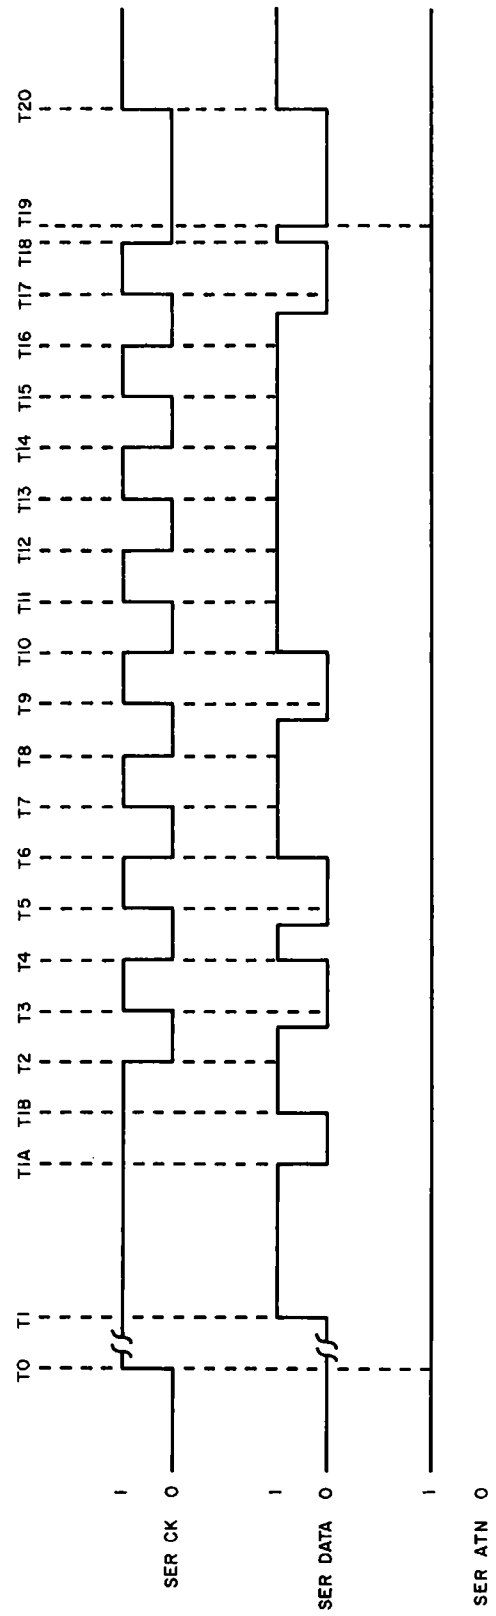 T0
T1
T1A
T1B
T2
T3
T4
T5
T6
T7
T8
T9
T10
T11
T12
T13
T14
T15
T16
T17
T18
T19
T20
SER CK
1
0
SER DATA
1
0
SER ATN
1
0